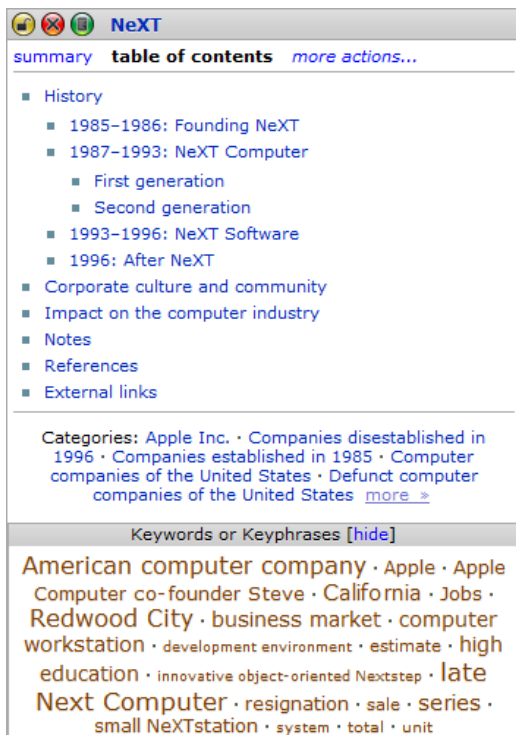 NeXT
summary table of contents more actions...
History
1985–1986: Founding NeXT
1987–1993: NeXT Computer
First generation
Second generation
1993–1996: NeXT Software
1996: After NeXT
Corporate culture and community
Impact on the computer industry
Notes
References
External links
Categories: Apple Inc. · Companies disestablished in
1996 · Companies established in 1985 · Computer
companies of the United States · Defunct computer
companies of the United States more »
Keywords or Keyphrases [hide]
American computer company · Apple · Apple
Computer co-founder Steve · California · Jobs ·
Redwood City · business market · computer
workstation · development environment · estimate · high
education · innovative object-oriented Nextstep · late
Next Computer · resignation · sale · series ·
small NeXTstation · system · total · unit